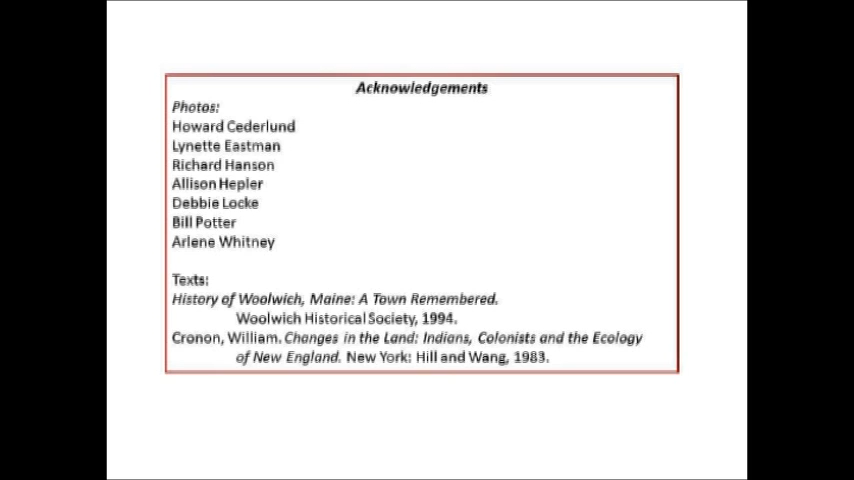 Acknowledgements
Photos:
Howard Cederlund
Lynette Eastman
Richard Hanson
Allison Hepler
Debbie Locke
Bill Potter
Arlene Whitney
Texts:
History of Woolwich, Maine: A Town Remembered.
Woolwich Historical Society, 1994.
Cronon, William. Changes in the Land: Indians, Colonists and the Ecology
of New England. New York: Hill and Wang, 1983.